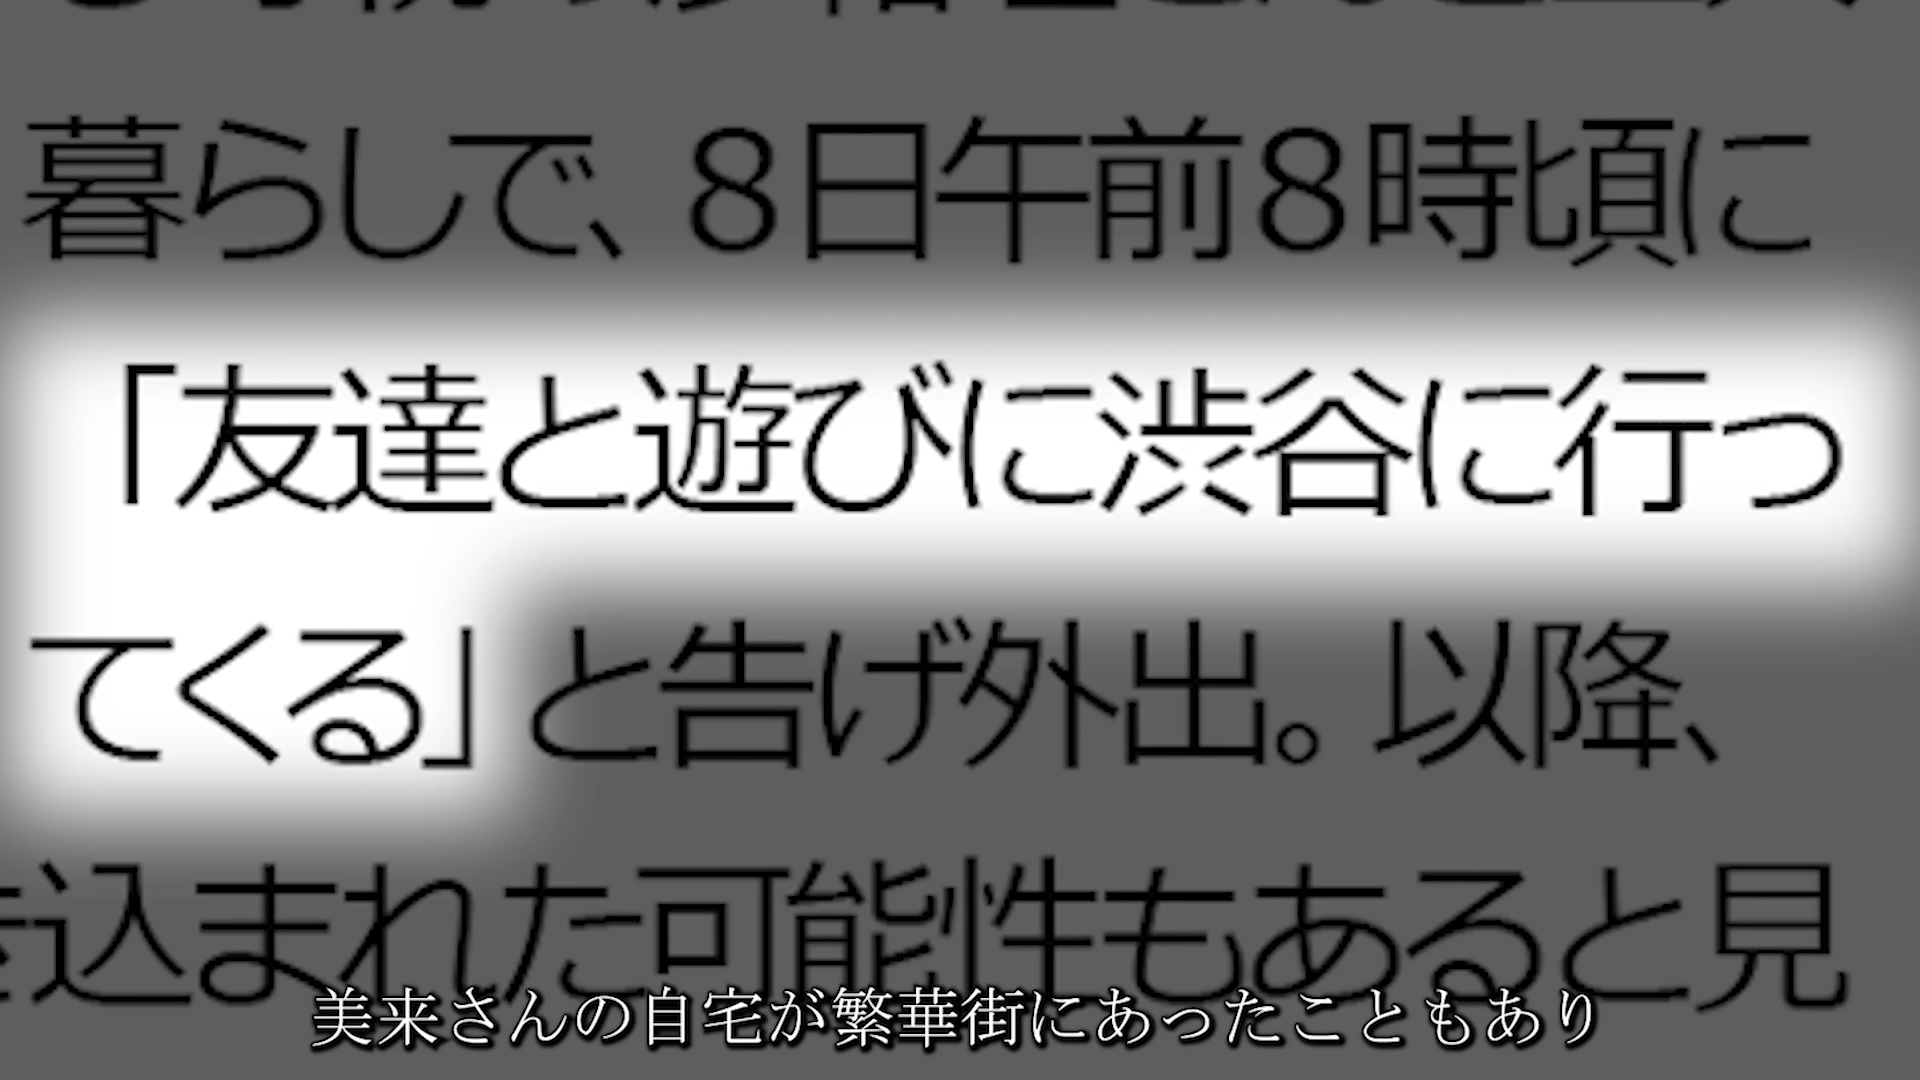 暮らしで、8日午前8時頃に
「友達と遊びに渋谷に行っ
てくる」と告げ外出。以降、
込まれた可能性もあると見
美来さんの自宅が繁華街にあったこともあり